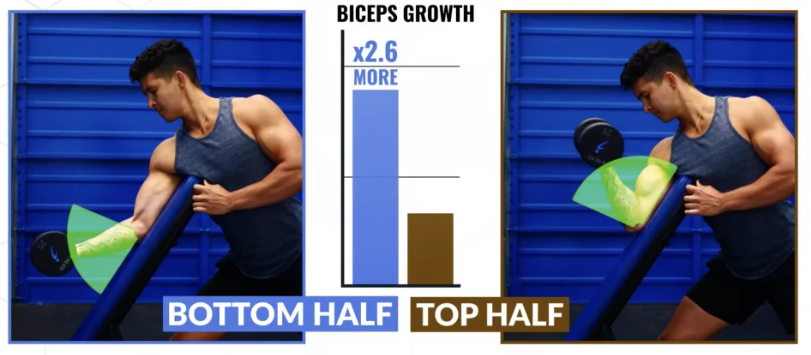 BICEPS GROWTH
x2.6
MORE
BOTTOM HALF
TOP HALF